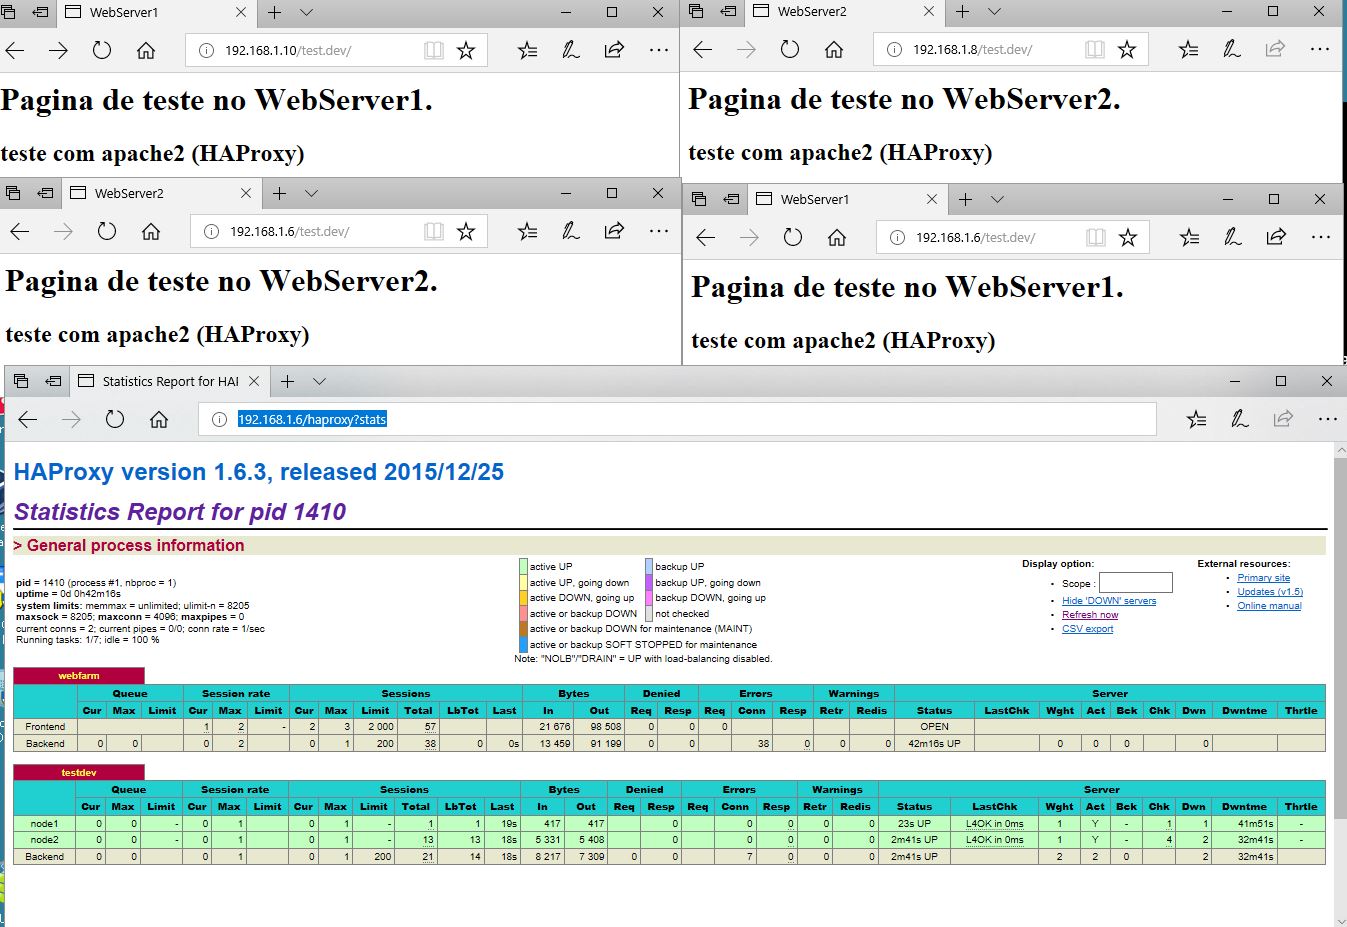 WebServer1
192.168.1.10/test.dev/
Pagina de teste no WebServer1.
teste com apache2 (HAProxy)
WebServer2
192.168.1.8/test.dev/
Pagina de teste no WebServer2.
teste com apache2 (HAProxy)
WebServer2
192.168.1.6/test.dev/
Pagina de teste no WebServer2.
teste com apache2 (HAProxy)
WebServer1
192.168.1.6/test.dev/
Pagina de teste no WebServer1.
teste com apache2 (HAProxy)
Statistics Report for HAI
192.168.1.6/haproxy?stats
HAProxy version 1.6.3, released 2015/12/25
Statistics Report for pid 1410
> General process information
pid = 1410 (process #1, nbproc = 1)
uptime = 0d 0h42m16s
system limits: memmax = unlimited; ulimit-n = 8205
maxsock = 8205; maxconn = 4096; maxpipes = 0
current conns = 2; current pipes = 0/0; conn rate = 1/sec
Running tasks: 1/7; idle = 100 %
active UP backup UP
active UP, going down backup UP, going down
active DOWN, going up backup DOWN, going up
active or backup DOWN not checked
active or backup DOWN for maintenance (MAINT)
active or backup SOFT STOPPED for maintenance
Note: "NOLB"/"DRAIN" = UP with load-balancing disabled.
Display option:
Scope :
Hide 'DOWN' servers
Refresh now
CSV export
External resources:
Primary site
Updates (v1.5)
Online manual
webfarm
Queue Session rate Sessions Bytes Denied Errors Warnings Server
Cur Max Limit Cur Max Limit Cur Max Limit Total LbTot Last In Out Req Resp Req Conn Resp Retr Redis Status LastChk Wght Act Bck Chk Dwn Dwntme Thrtle
Frontend 1 2 - 2 3 2 000 57 21 676 98 508 0 0 0 OPEN
Backend 0 0 0 2 0 1 200 38 0 0s 13 459 91 199 0 0 38 0 0 0 42m16s UP 0 0 0 0
testdev
Queue Session rate Sessions Bytes Denied Errors Warnings Server
Cur Max Limit Cur Max Limit Cur Max Limit Total LbTot Last In Out Req Resp Req Conn Resp Retr Redis Status LastChk Wght Act Bck Chk Dwn Dwntme Thrtle
node1 0 0 - 0 1 0 1 - 1 1 19s 417 417 0 0 0 0 0 23s UP L4OK in 0ms 1 Y - 1 1 41m51s -
node2 0 0 - 0 1 0 1 - 13 13 18s 5 331 5 408 0 0 0 0 0 2m41s UP L4OK in 0ms 1 Y - 4 2 32m41s -
Backend 0 0 0 1 0 1 200 21 14 18s 8 217 7 309 0 0 7 0 0 0 2m41s UP 2 2 0 2 32m41s